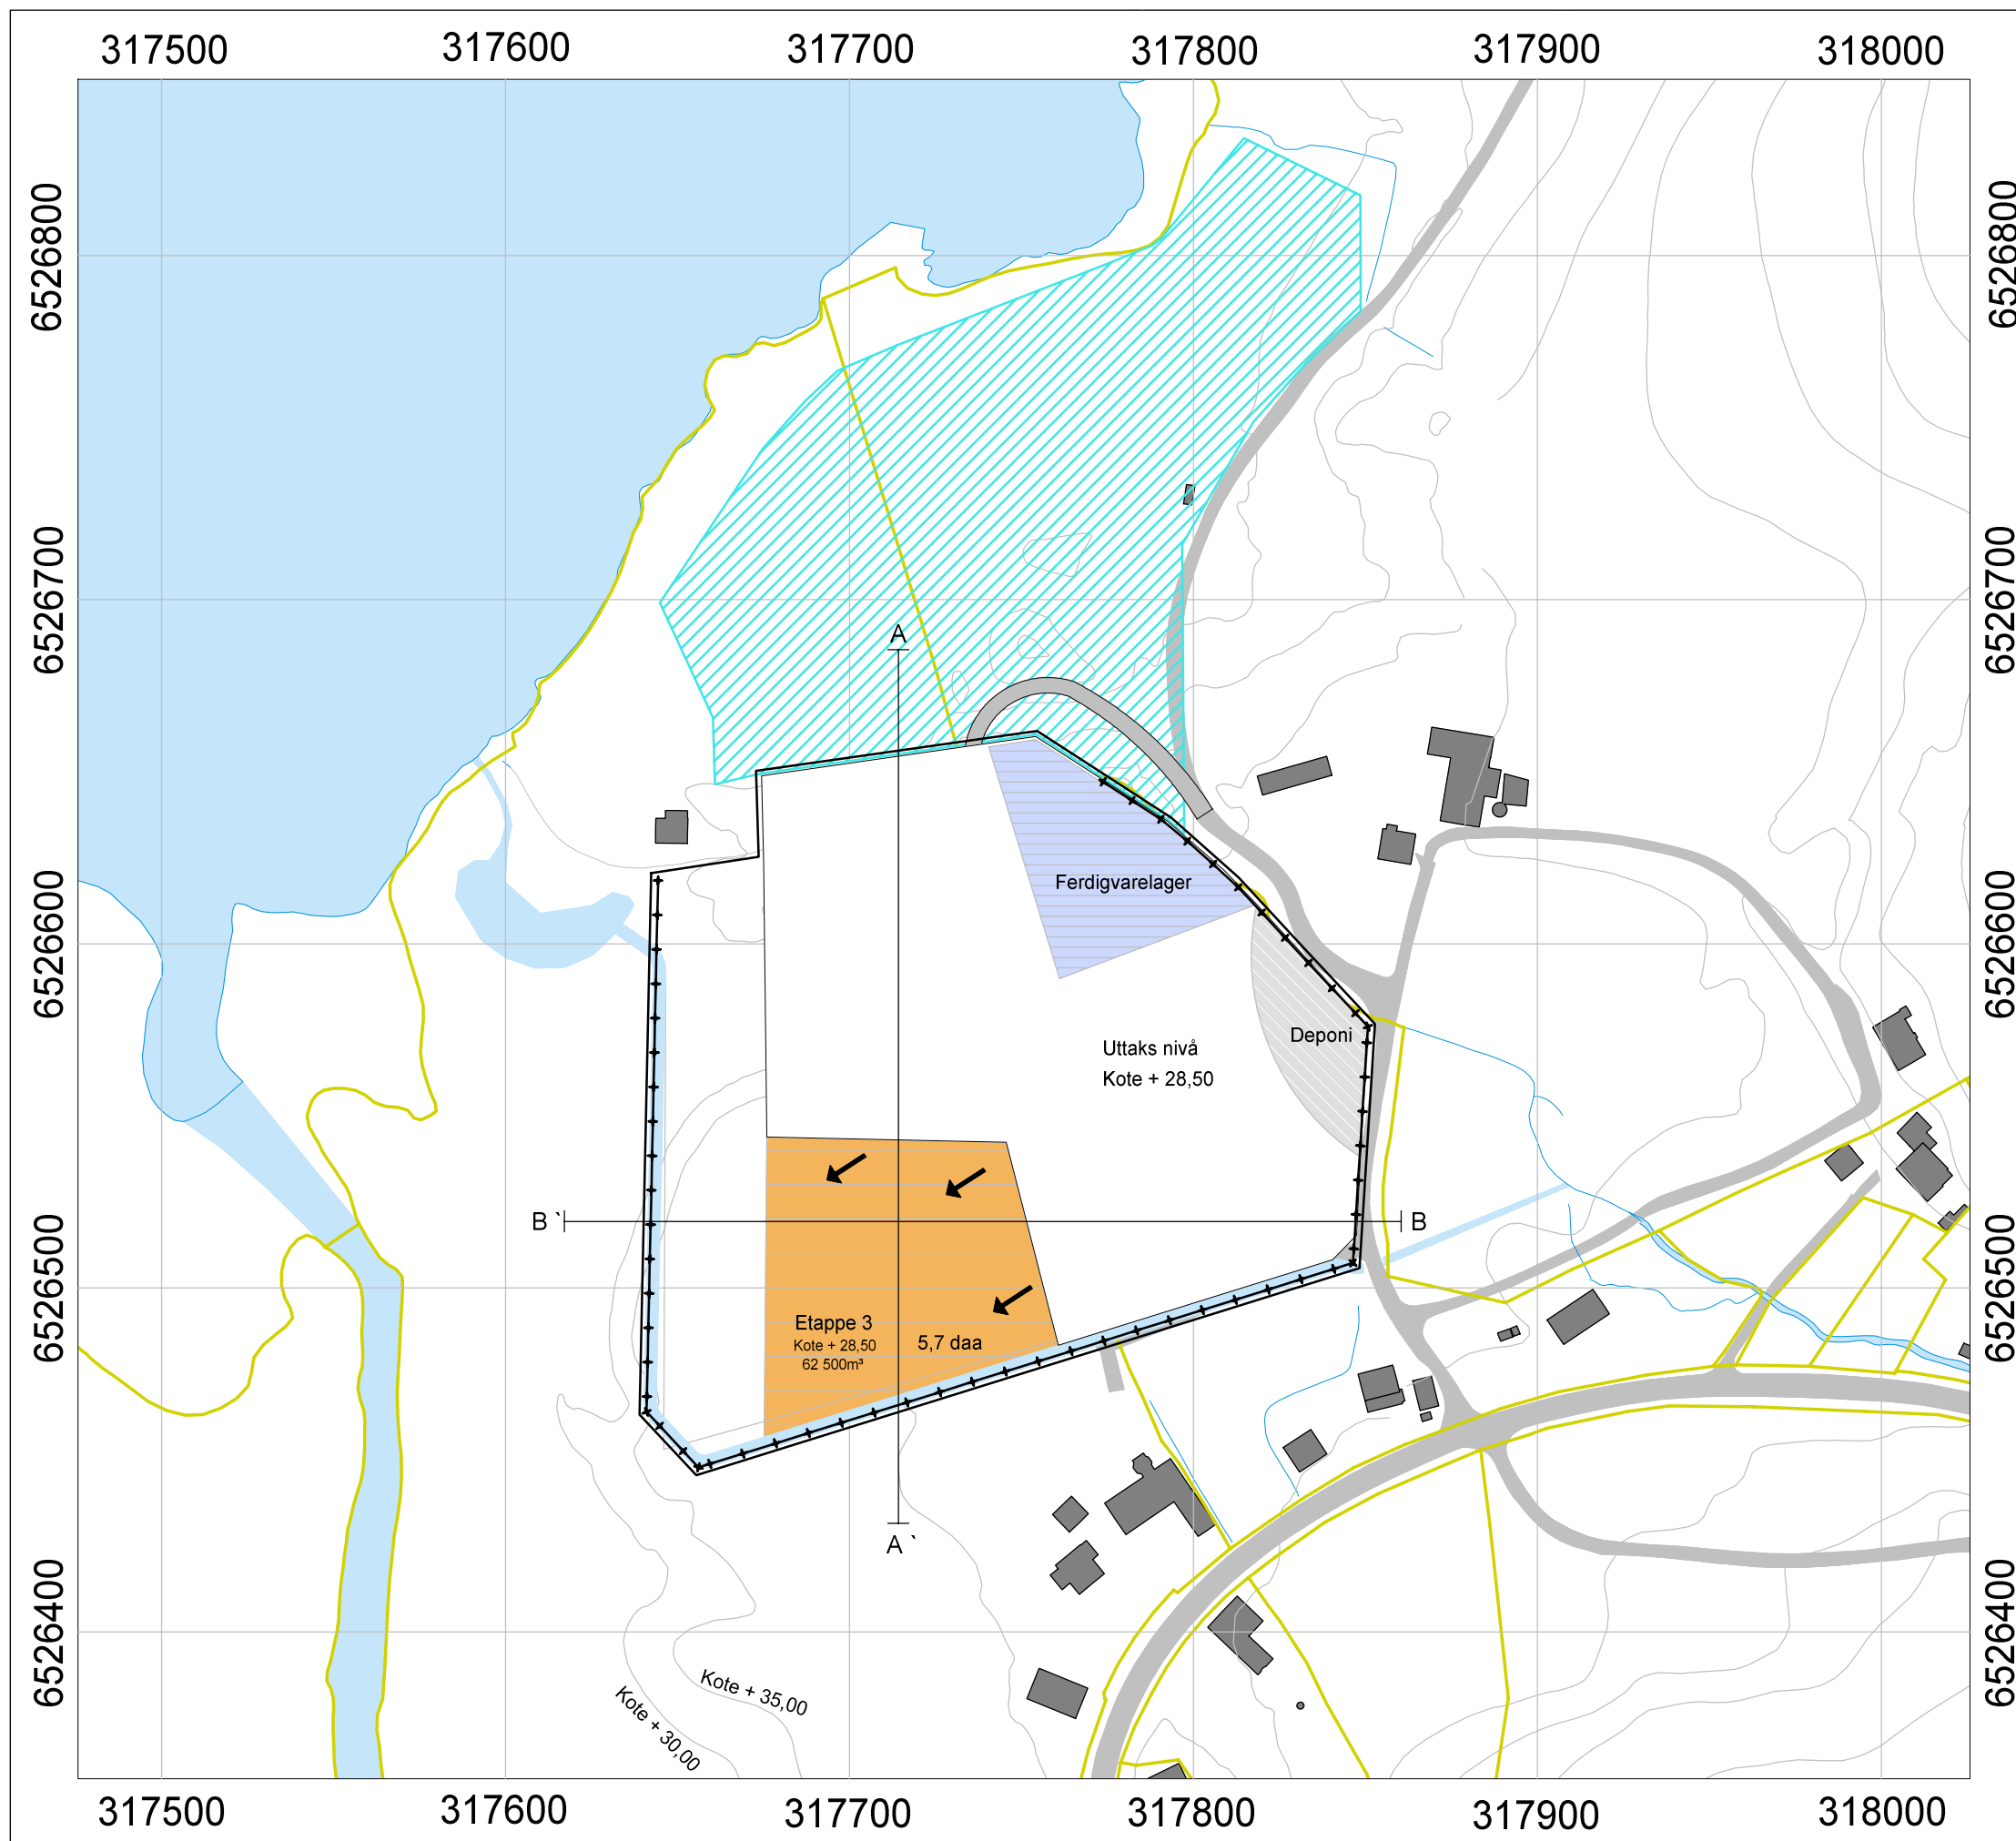 317500 317600 317700 317800 317900 318000
6526800 6526800
6526700 6526700
A
Ferdigvarelager
6526600 6526600
Deponi
Uttaks nivå
Kote + 28,50
B ` B
6526500 6526500
Etappe 3
Kote + 28,50
62 500m³
5,7 daa
A `
6526400 6526400
Kote + 35,00
Kote + 30,00
317500 317600 317700 317800 317900 318000